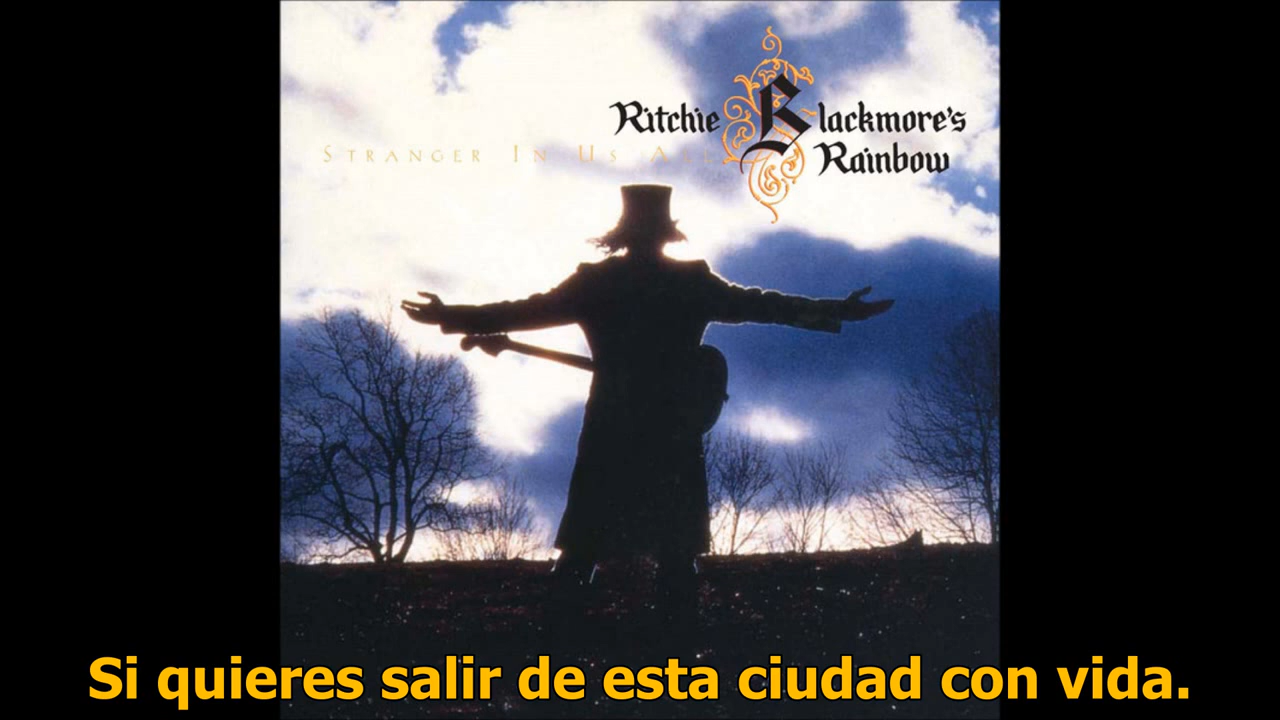 Ritchie Blackmore's
Rainbow
STRANGER IN US ALL
Si quieres salir de esta ciudad con vida.